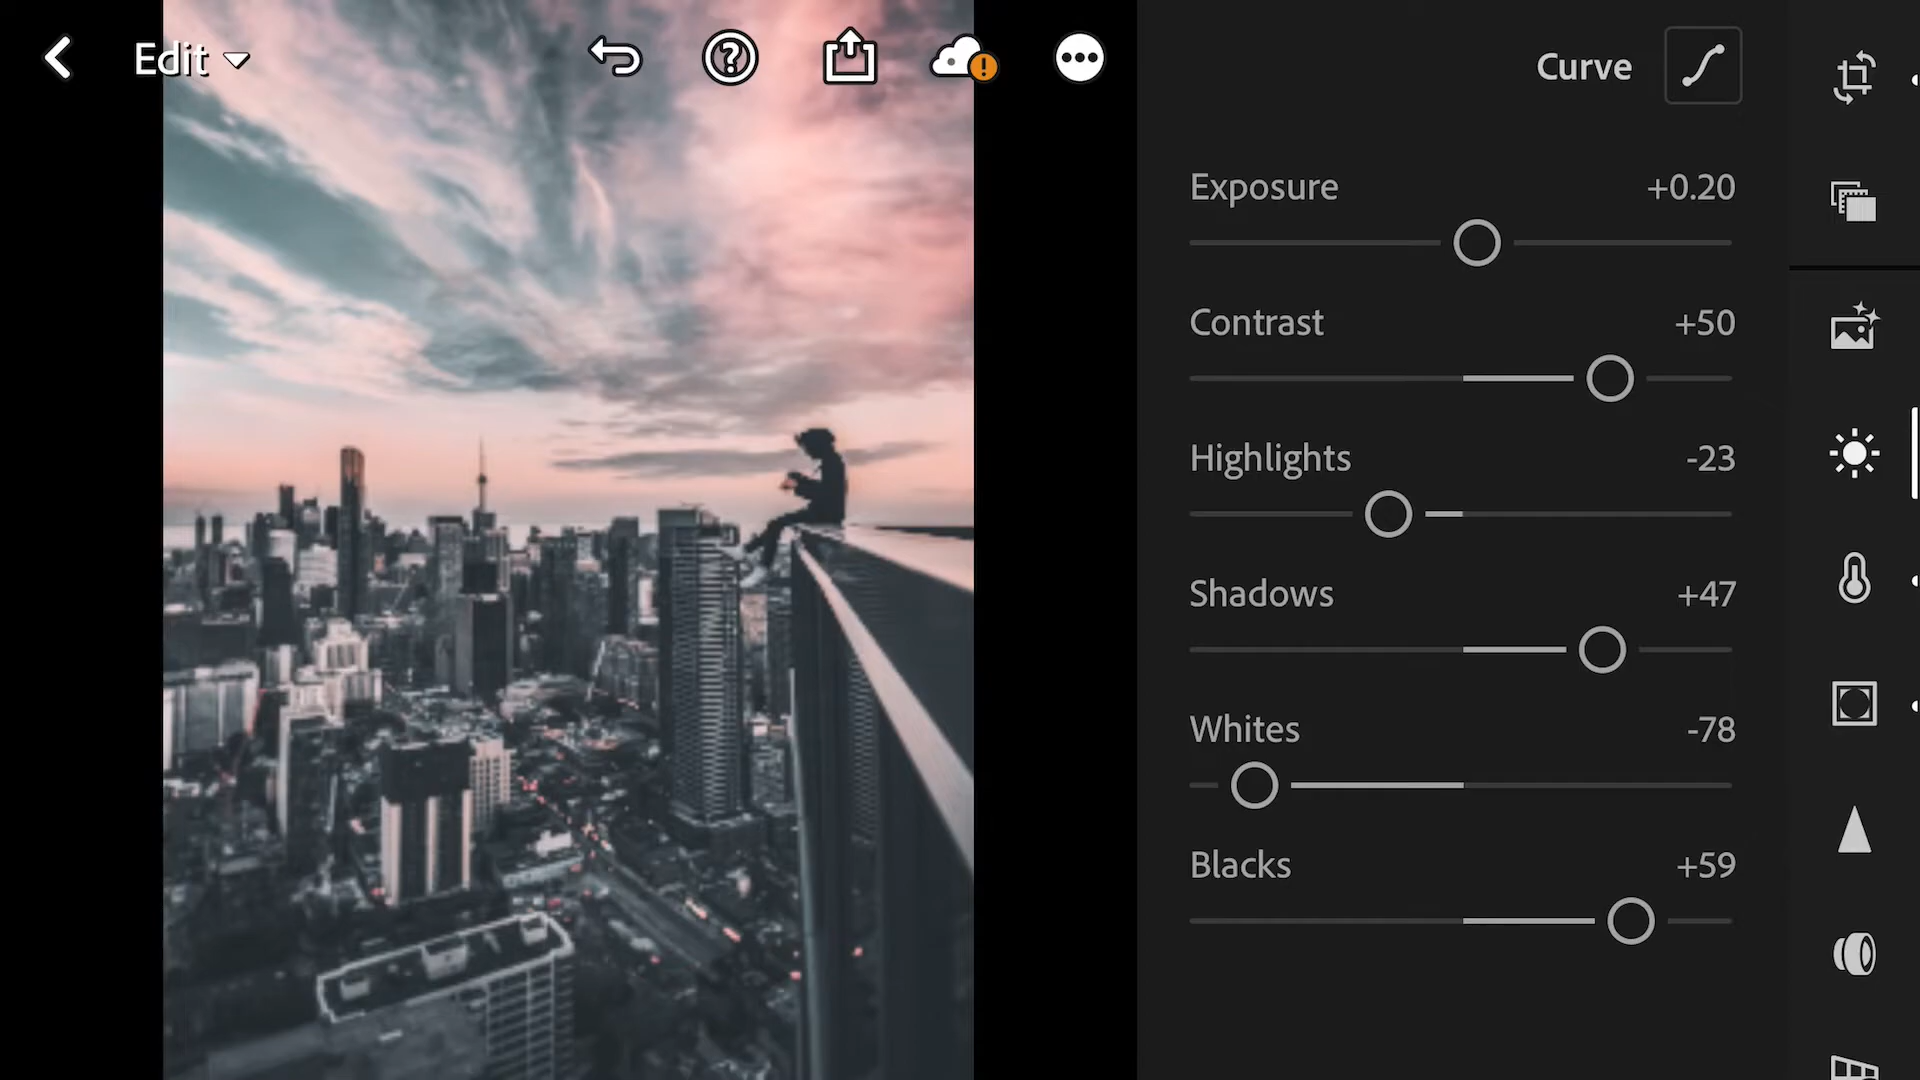 Edit
Curve
Exposure +0.20
Contrast +50
Highlights -23
Shadows +47
Whites -78
Blacks +59